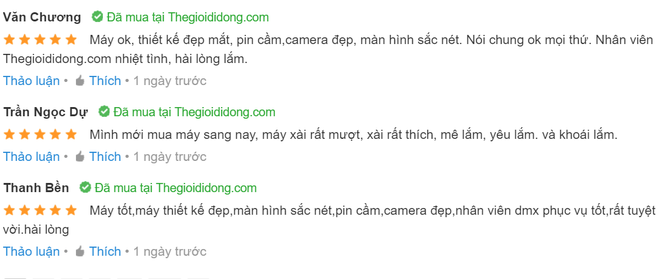 Văn Chương Đã mua tại Thegioididong.com
Máy ok, thiết kế đẹp mắt, pin cầm,camera đẹp, màn hình sắc nét. Nói chung ok mọi thứ. Nhân viên
Thegioididong.com nhiệt tình, hài lòng lắm.
Thảo luận • Thích • 1 ngày trước
Trần Ngọc Dự Đã mua tại Thegioididong.com
Mình mới mua máy sang nay, máy xài rất mượt, xài rất thích, mê lắm, yêu lắm. và khoái lắm.
Thảo luận • Thích • 1 ngày trước
Thanh Bền Đã mua tại Thegioididong.com
Máy tốt,máy thiết kế đẹp,màn hình sắc nét,pin cầm,camera đẹp,nhân viên dmx phục vụ tốt,rất tuyệt
vời.hài lòng
Thảo luận • Thích • 1 ngày trước